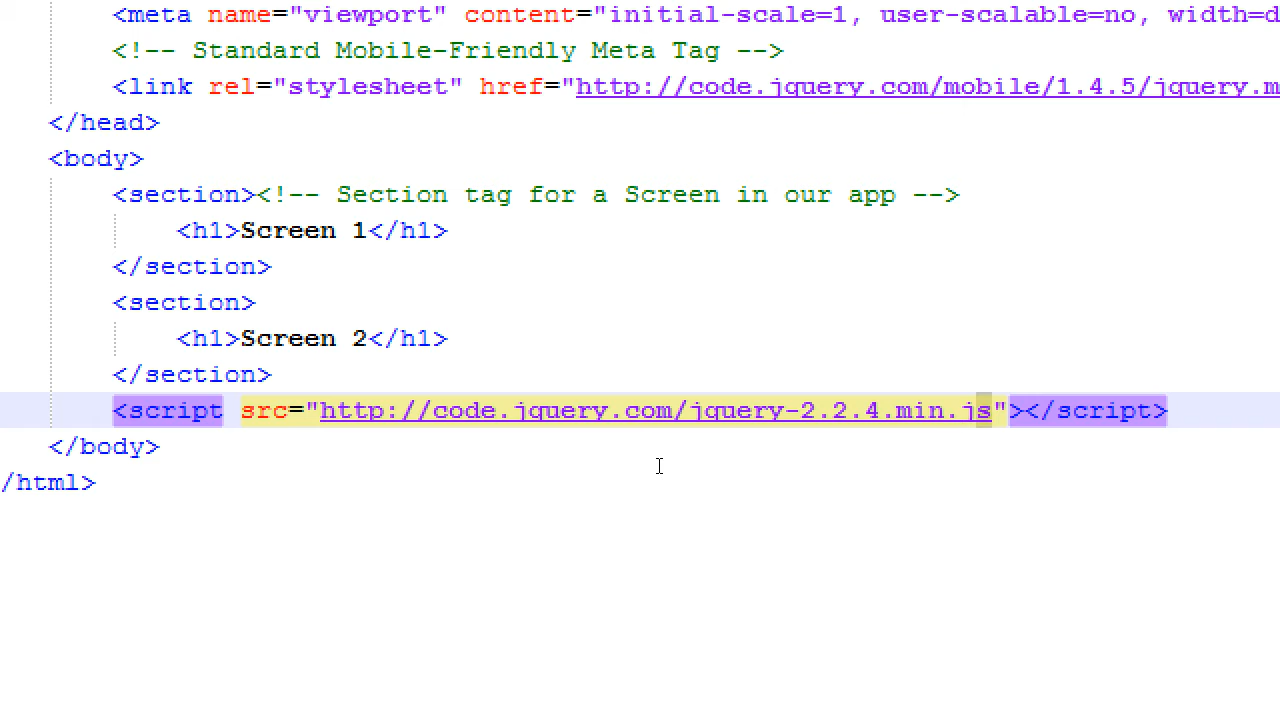 <meta name="viewport" content="initial-scale=1, user-scalable=no, width=d
<!-- Standard Mobile-Friendly Meta Tag -->
<link rel="stylesheet" href="http://code.jquery.com/mobile/1.4.5/jquery.m
</head>
<body>
<section><!-- Section tag for a Screen in our app -->
<h1>Screen 1</h1>
</section>
<section>
<h1>Screen 2</h1>
</section>
<script src="http://code.jquery.com/jquery-2.2.4.min.js"></script>
</body>
/html>